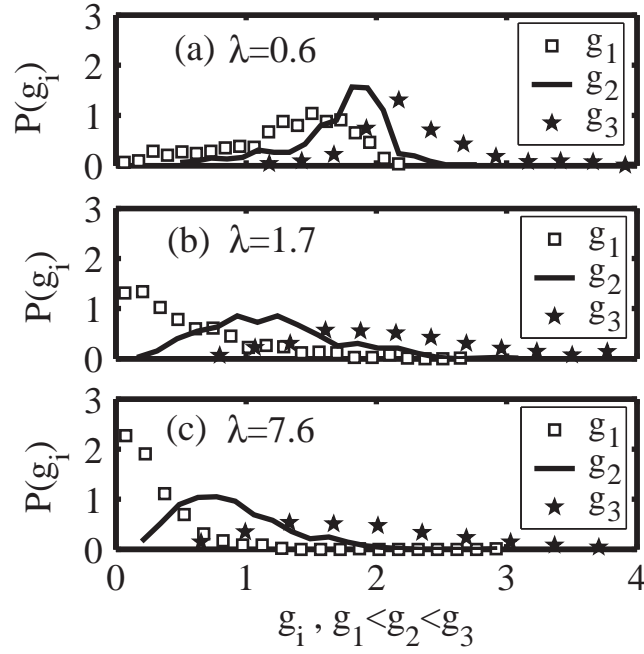 3
2
1
0
P(g_i)
(a) λ=0.6
g_1
g_2
g_3
3
2
1
0
P(g_i)
(b) λ=1.7
g_1
g_2
g_3
3
2
1
0
P(g_i)
(c) λ=7.6
g_1
g_2
g_3
0 1 2 3 4
g_i , g_1<g_2<g_3